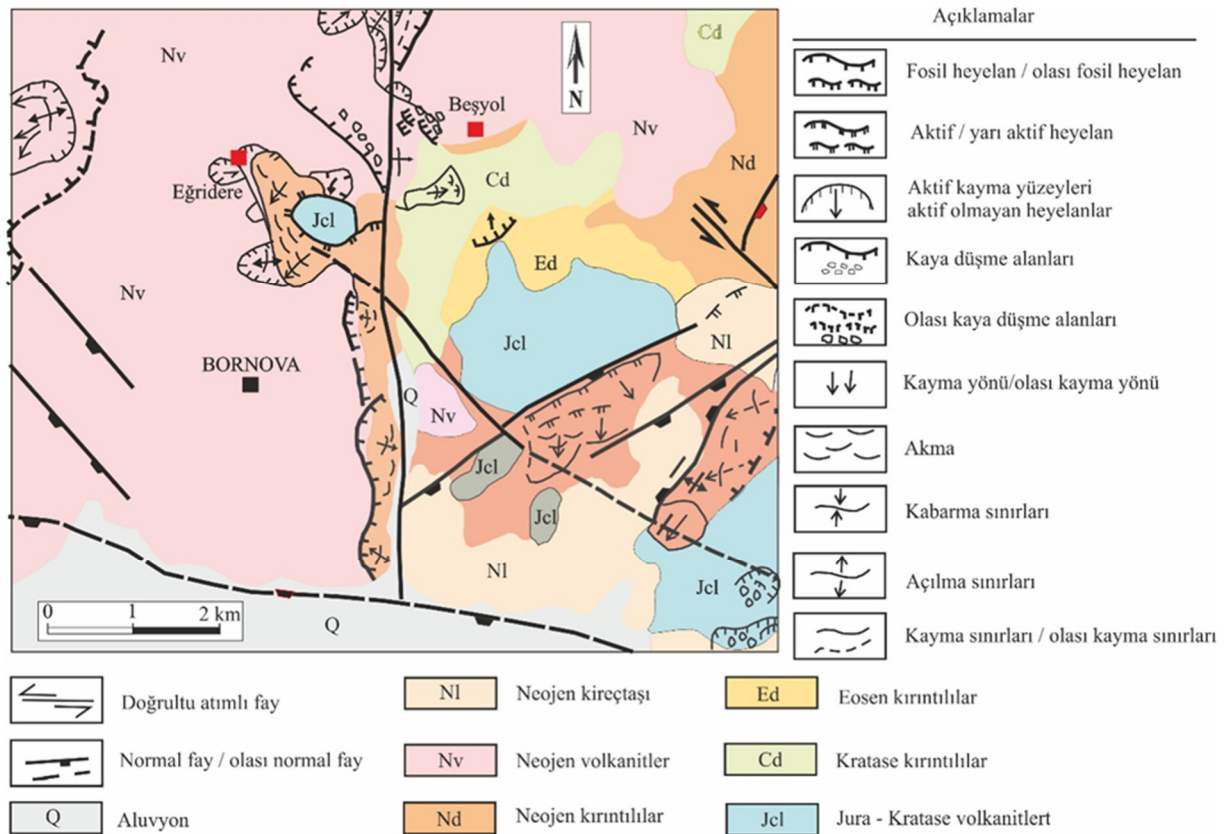 Nv
Cd
Beşyol
N
Nv
Nd
Eğridere
Cd
Jcl
Ed
Nv
Jcl
Nl
BORNOVA
Q
Nv
Jcl
Jcl
Nl
Jcl
0 1 2 km
Q
Açıklamalar
Fosil heyelan / olası fosil heyelan
Aktif / yarı aktif heyelan
Aktif kayma yüzeyleri
aktif olmayan heyelanlar
Kaya düşme alanları
Olası kaya düşme alanları
Kayma yönü/olası kayma yönü
Akma
Kabarma sınırları
Açılma sınırları
Kayma sınırları / olası kayma sınırları
Doğrultu atımlı fay
Normal fay / olası normal fay
Q Aluvyon
Nl Neojen kireçtaşı
Nv Neojen volkanitler
Nd Neojen kırıntılılar
Ed Eosen kırıntılılar
Cd Kratase kırıntılılar
Jcl Jura - Kratase volkanitlert